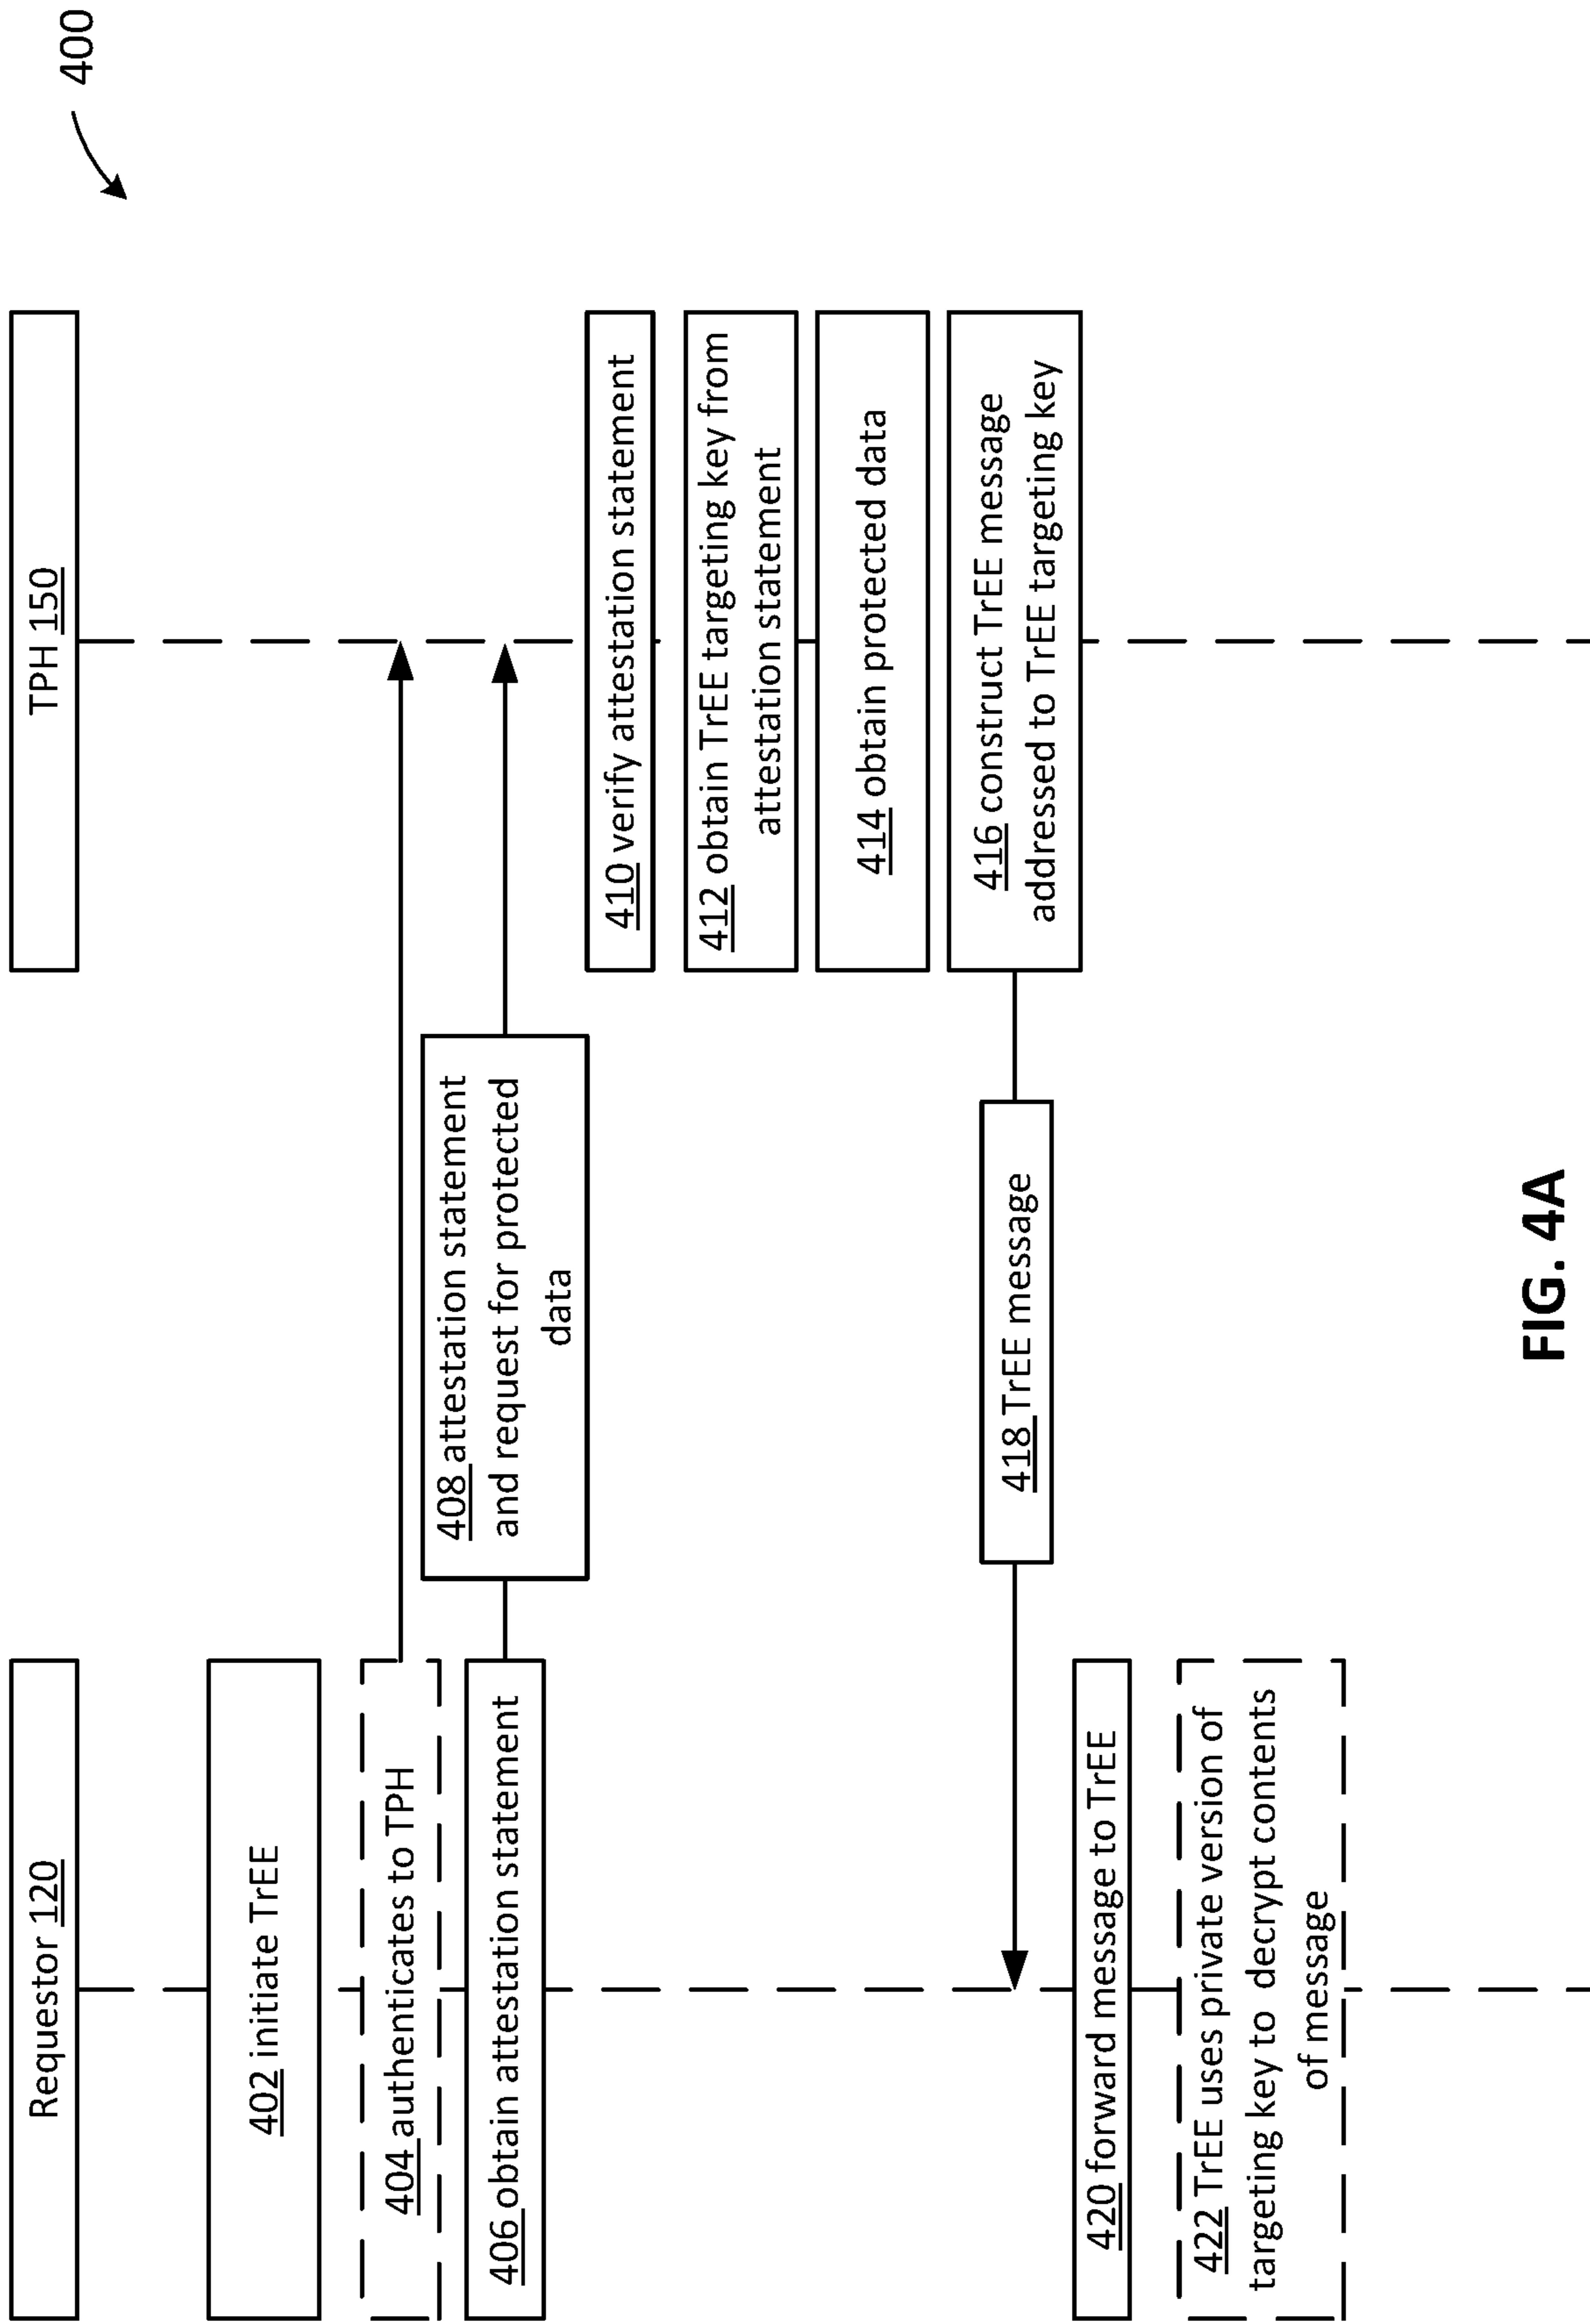 400
Requestor 120
TPH 150
402 initiate TrEE
404 authenticates to TPH
406 obtain attestation statement
408 attestation statement
and request for protected
data
410 verify attestation statement
412 obtain TrEE targeting key from
attestation statement
414 obtain protected data
416 construct TrEE message
addressed to TrEE targeting key
418 TrEE message
420 forward message to TrEE
422 TrEE uses private version of
targeting key to decrypt contents
of message
FIG. 4A